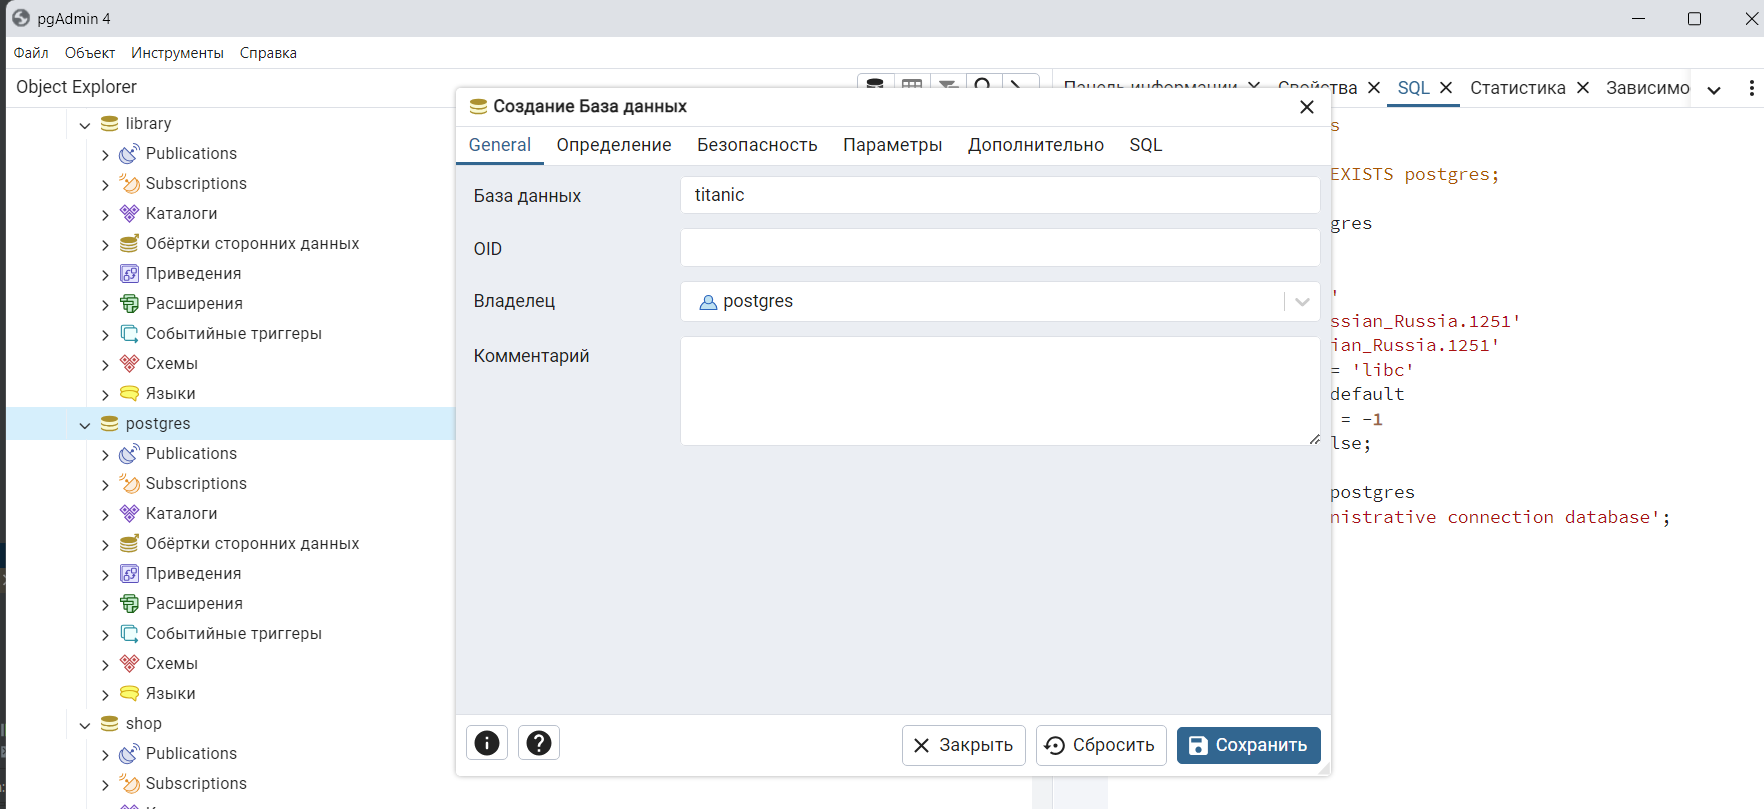 pgAdmin 4
Файл Объект Инструменты Справка
Object Explorer
Свойства SQL Статистика
library
Publications
Subscriptions
Каталоги
Обёртки сторонних данных
Приведения
Расширения
Событийные триггеры
Схемы
Языки
postgres
Publications
Subscriptions
Каталоги
Обёртки сторонних данных
Приведения
Расширения
Событийные триггеры
Схемы
Языки
shop
Publications
Subscriptions
Создание База данных
General Определение Безопасность Параметры Дополнительно SQL
База данных titanic
OID
Владелец postgres
Комментарий
Закрыть Сбросить Сохранить
s
EXISTS postgres;
gres
'
ssian_Russia.1251'
ian_Russia.1251'
= 'libc'
default
= -1
lse;
postgres
nistrative connection database';